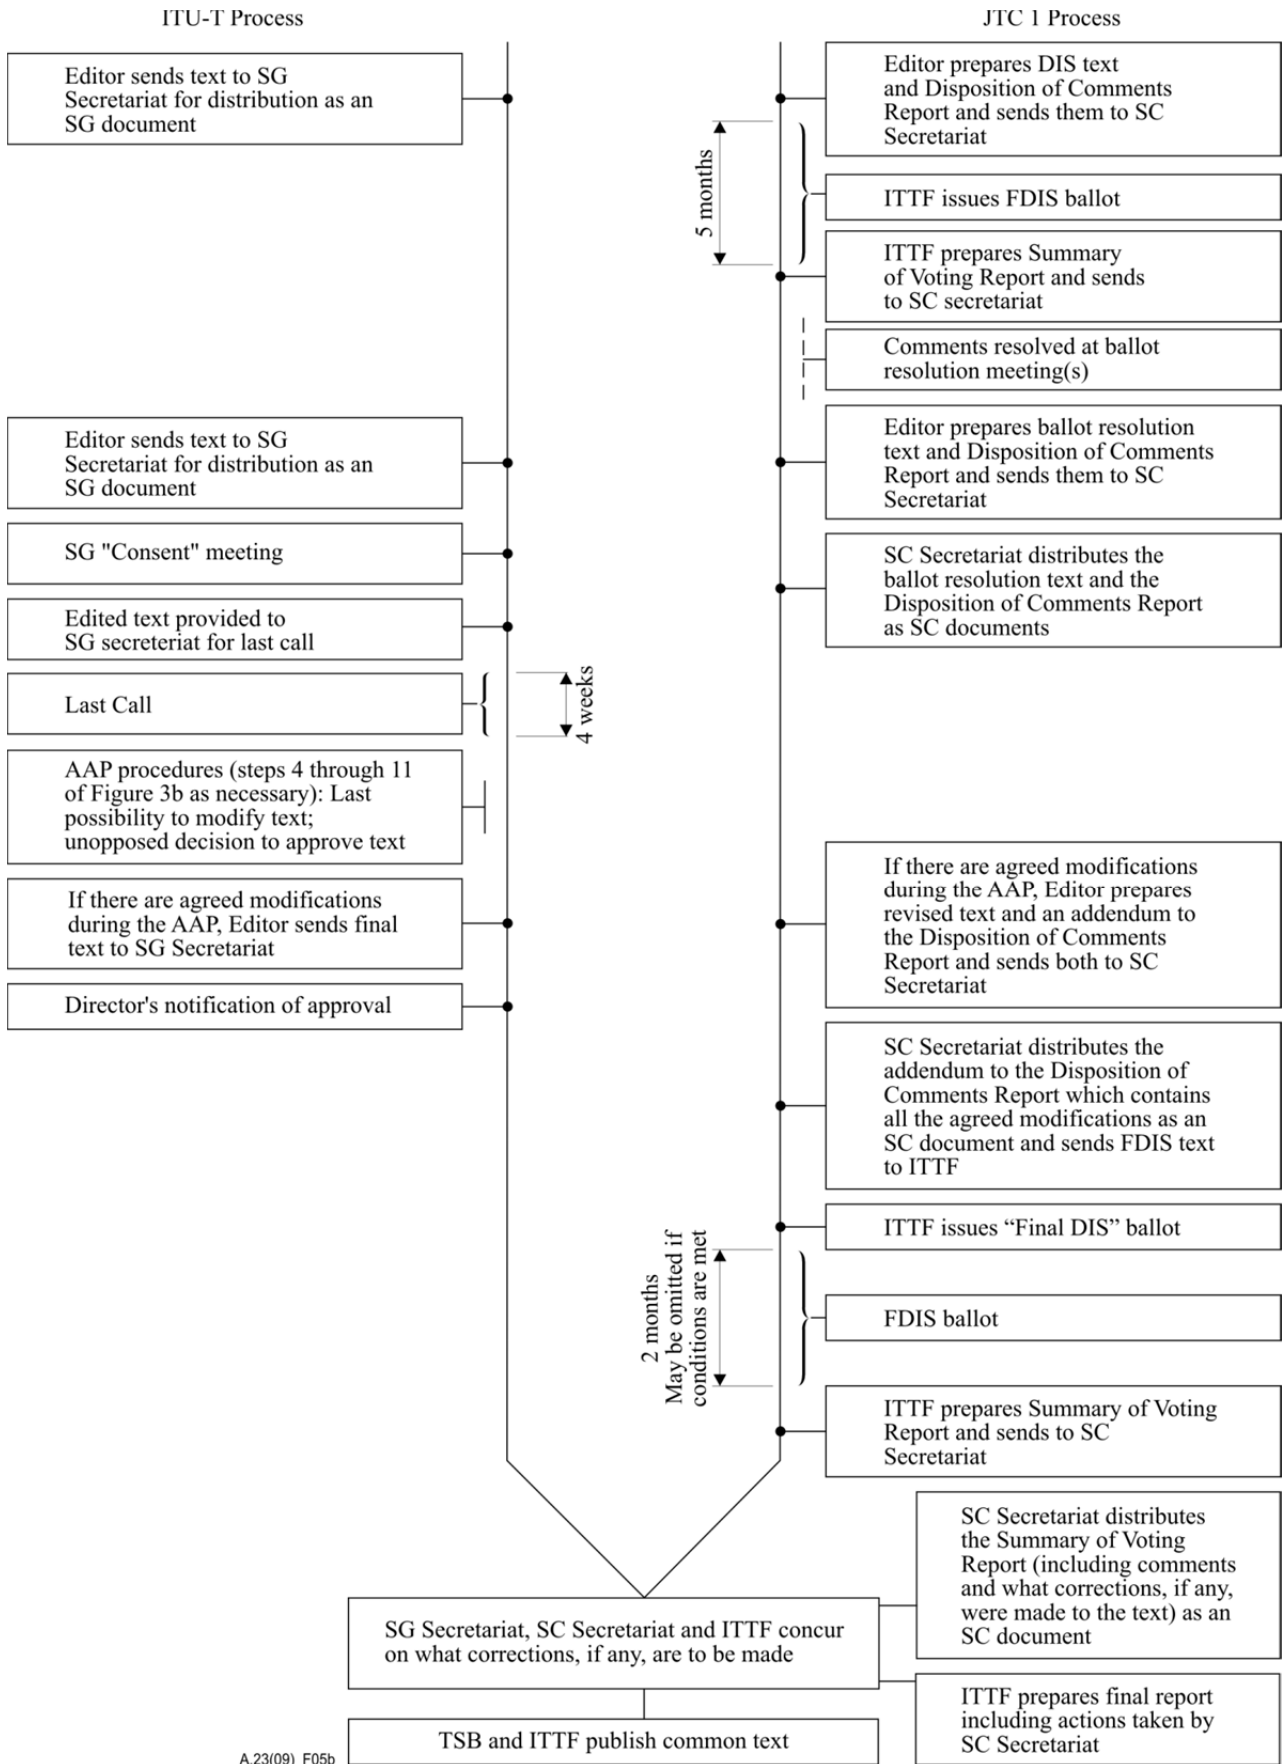 ITU-T Process
JTC 1 Process
Editor sends text to SG
Secretariat for distribution as an
SG document
Editor prepares DIS text
and Disposition of Comments
Report and sends them to SC
Secretariat
5 months
ITTF issues FDIS ballot
ITTF prepares Summary
of Voting Report and sends
to SC secretariat
Comments resolved at ballot
resolution meeting(s)
Editor sends text to SG
Secretariat for distribution as an
SG document
Editor prepares ballot resolution
text and Disposition of Comments
Report and sends them to SC
Secretariat
SG "Consent" meeting
SC Secretariat distributes the
ballot resolution text and the
Disposition of Comments Report
as SC documents
Edited text provided to
SG secreteriat for last call
Last Call
4 weeks
AAP procedures (steps 4 through 11
of Figure 3b as necessary): Last
possibility to modify text;
unopposed decision to approve text
If there are agreed modifications
during the AAP, Editor sends final
text to SG Secretariat
If there are agreed modifications
during the AAP, Editor prepares
revised text and an addendum to
the Disposition of Comments
Report and sends both to SC
Secretariat
Director's notification of approval
SC Secretariat distributes the
addendum to the Disposition of
Comments Report which contains
all the agreed modifications as an
SC document and sends FDIS text
to ITTF
ITTF issues “Final DIS” ballot
2 months
May be omitted if
conditions are met
FDIS ballot
ITTF prepares Summary of Voting
Report and sends to SC
Secretariat
SC Secretariat distributes
the Summary of Voting
Report (including comments
and what corrections, if any,
were made to the text) as an
SC document
SG Secretariat, SC Secretariat and ITTF concur
on what corrections, if any, are to be made
ITTF prepares final report
including actions taken by
SC Secretariat
TSB and ITTF publish common text
A.23(09)_F05b